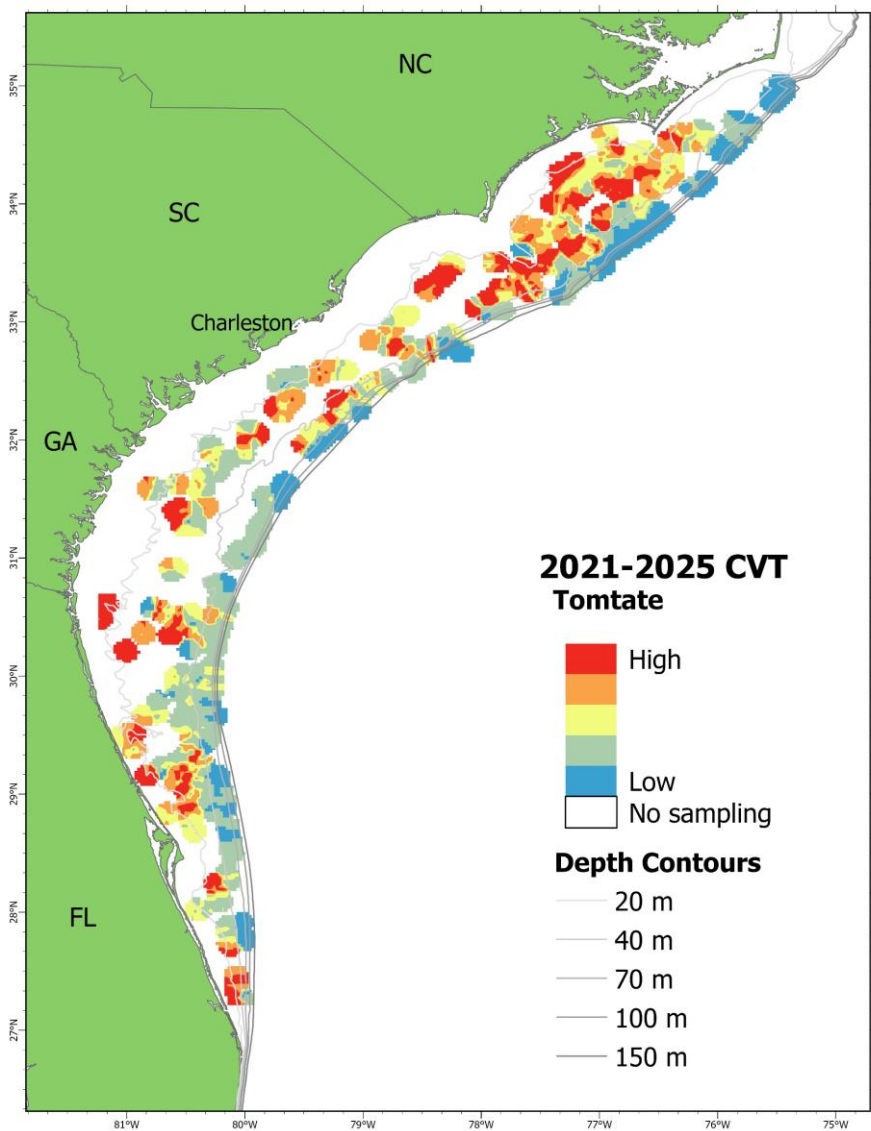 NC
35°N
34°N
SC
33°N
Charleston
32°N
GA
31°N
2021-2025 CVT
Tomtate
High
30°N
Low
29°N
No sampling
Depth Contours
20 m
28°N
FL
40 m
70 m
27°N
100 m
150 m
81°W
80°W
79°W
78°W
77°W
76°W
75°W